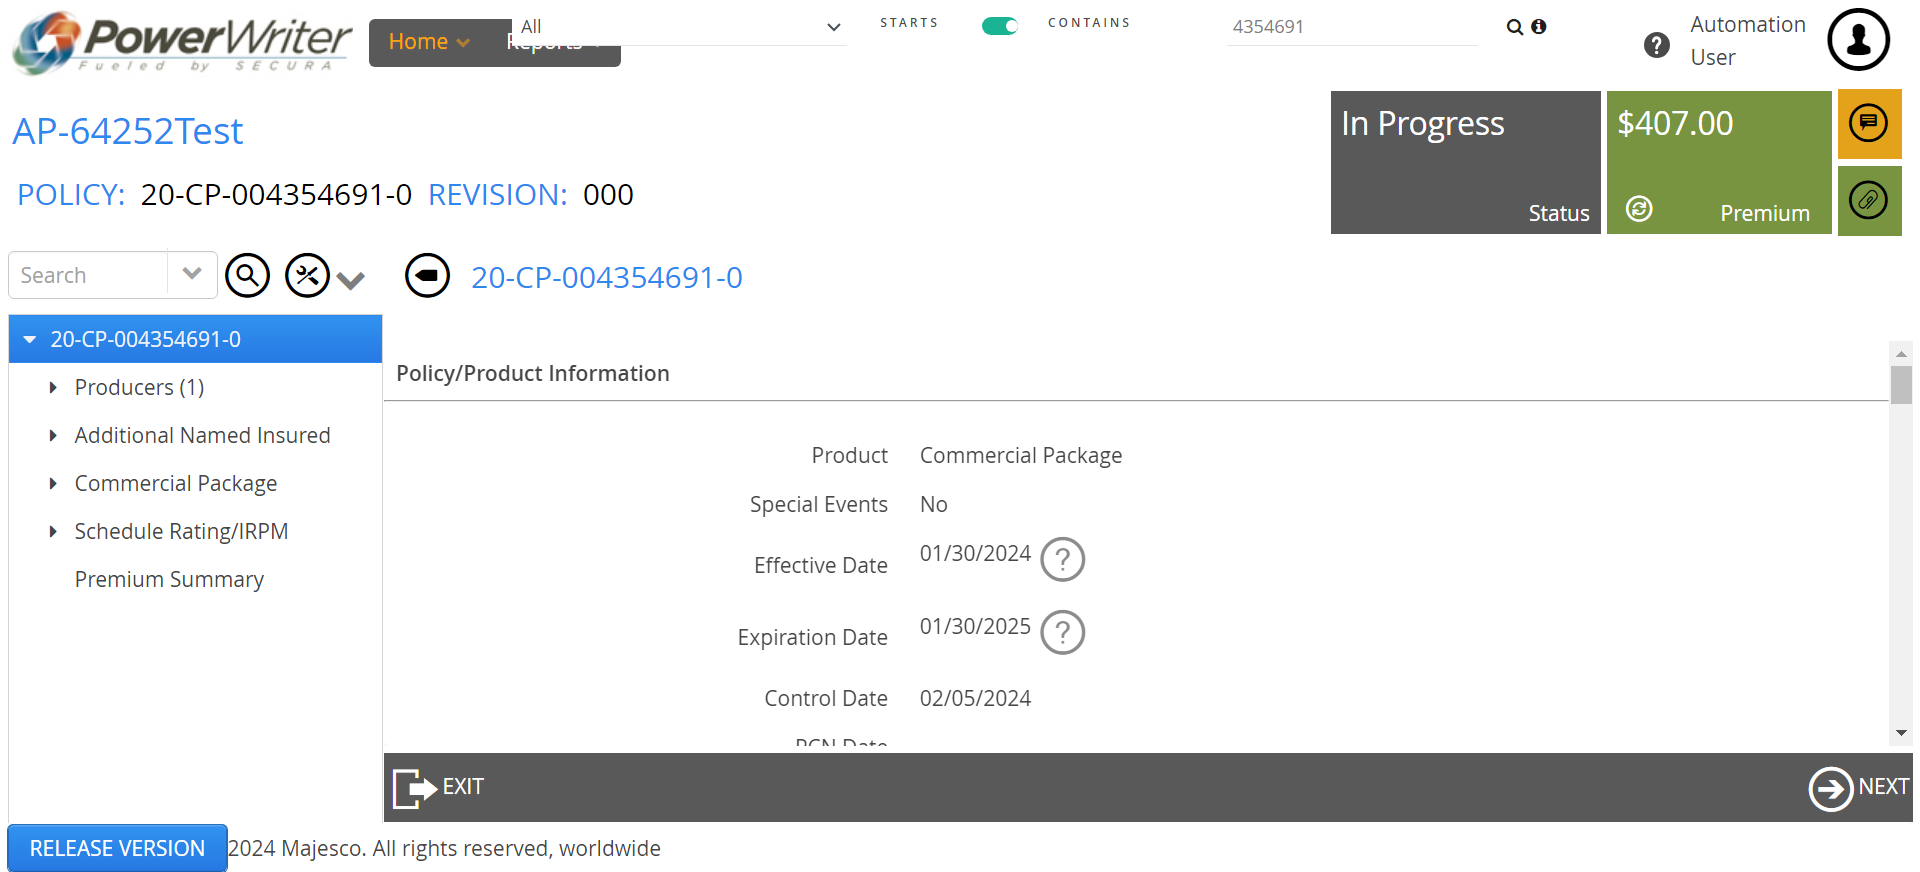 PowerWriter
Fueled by SECURA
Home
Reports
All
STARTS
CONTAINS
4354691
Automation User
AP-64252Test
POLICY: 20-CP-004354691-0 REVISION: 000
In Progress
Status
$407.00
Premium
Search
20-CP-004354691-0
20-CP-004354691-0
Producers (1)
Additional Named Insured
Commercial Package
Schedule Rating/IRPM
Premium Summary
Policy/Product Information
Product Commercial Package
Special Events No
Effective Date 01/30/2024 ?
Expiration Date 01/30/2025 ?
Control Date 02/05/2024
PCN Date
EXIT
NEXT
RELEASE VERSION 2024 Majesco. All rights reserved, worldwide